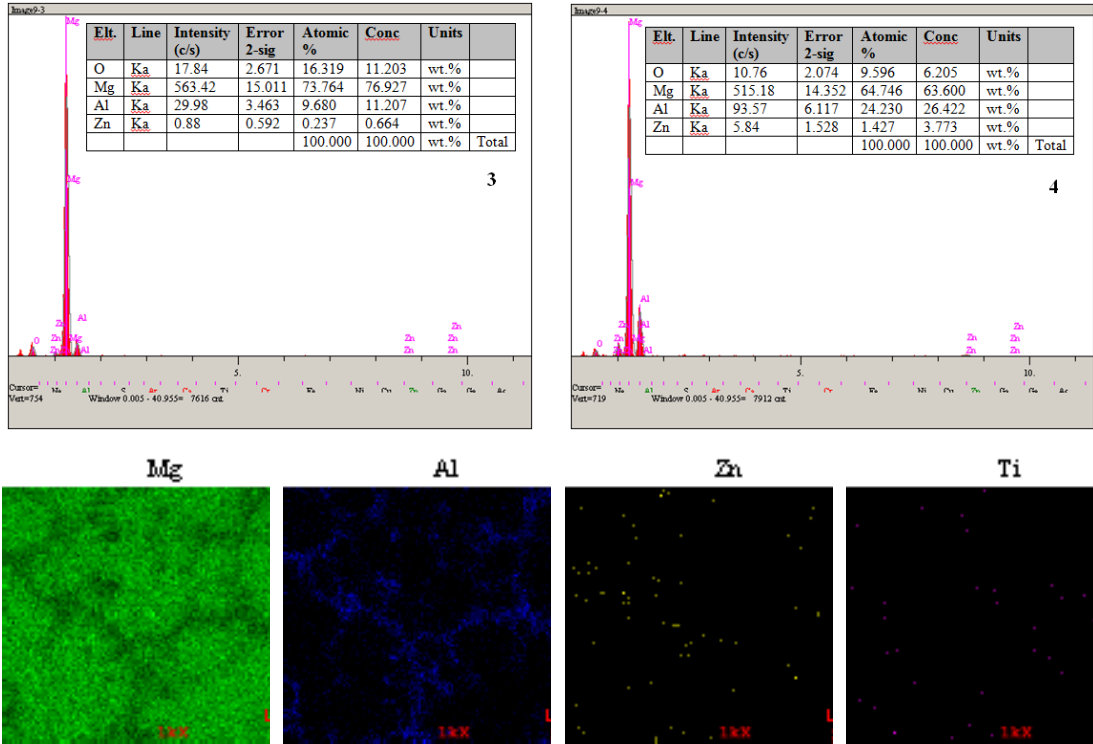 Image9-3
Mg
Elt. Line Intensity (c/s) Error 2-sig Atomic % Conc Units
O Ka 17.84 2.671 16.319 11.203 wt.%
Mg Ka 563.42 15.011 73.764 76.927 wt.%
Al Ka 29.98 3.463 9.680 11.207 wt.%
Zn Ka 0.88 0.592 0.237 0.664 wt.%
100.000 100.000 wt.% Total
3
Mg
Al
Zn
Zn
O
Zn
Mg
Zn
Zn
Zn
Al
Zn
Zn
5. 10.
Cursor=
Vert=754 Window 0.005 - 40.955= 7616 cnt
Image9-4
Mg
Elt. Line Intensity (c/s) Error 2-sig Atomic % Conc Units
O Ka 10.76 2.074 9.596 6.205 wt.%
Mg Ka 515.18 14.352 64.746 63.600 wt.%
Al Ka 93.57 6.117 24.230 26.422 wt.%
Zn Ka 5.84 1.528 1.427 3.773 wt.%
100.000 100.000 wt.% Total
4
Mg
Al
Zn
Al
Zn
O
Zn
Mg
Zn
Zn
Al
Zn
Zn
5. 10.
Cursor=
Vert=719 Window 0.005 - 40.955= 7912 cnt
Mg Al Zn Ti
1kX 1kX 1kX 1kX